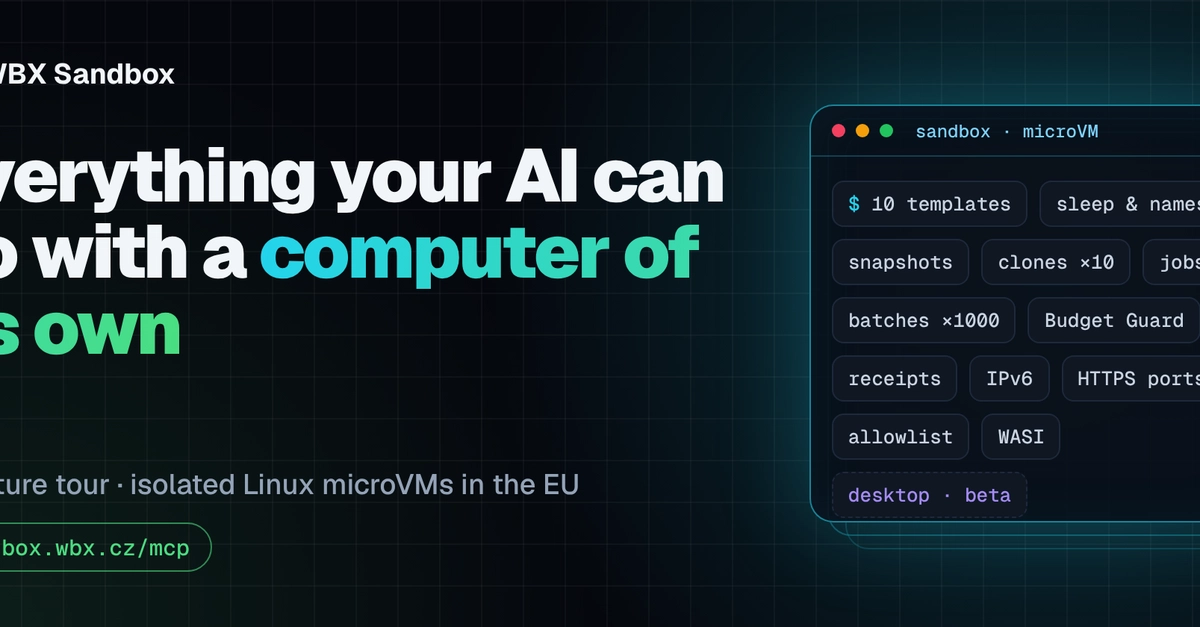 WBX Sandbox
verything your AI can
o with a computer of
s own
ture tour · isolated Linux microVMs in the EU
box.wbx.cz/mcp
sandbox · microVM
$ 10 templates
sleep & names
snapshots
clones ×10
jobs
batches ×1000
Budget Guard
receipts
IPv6
HTTPS ports
allowlist
WASI
desktop · beta